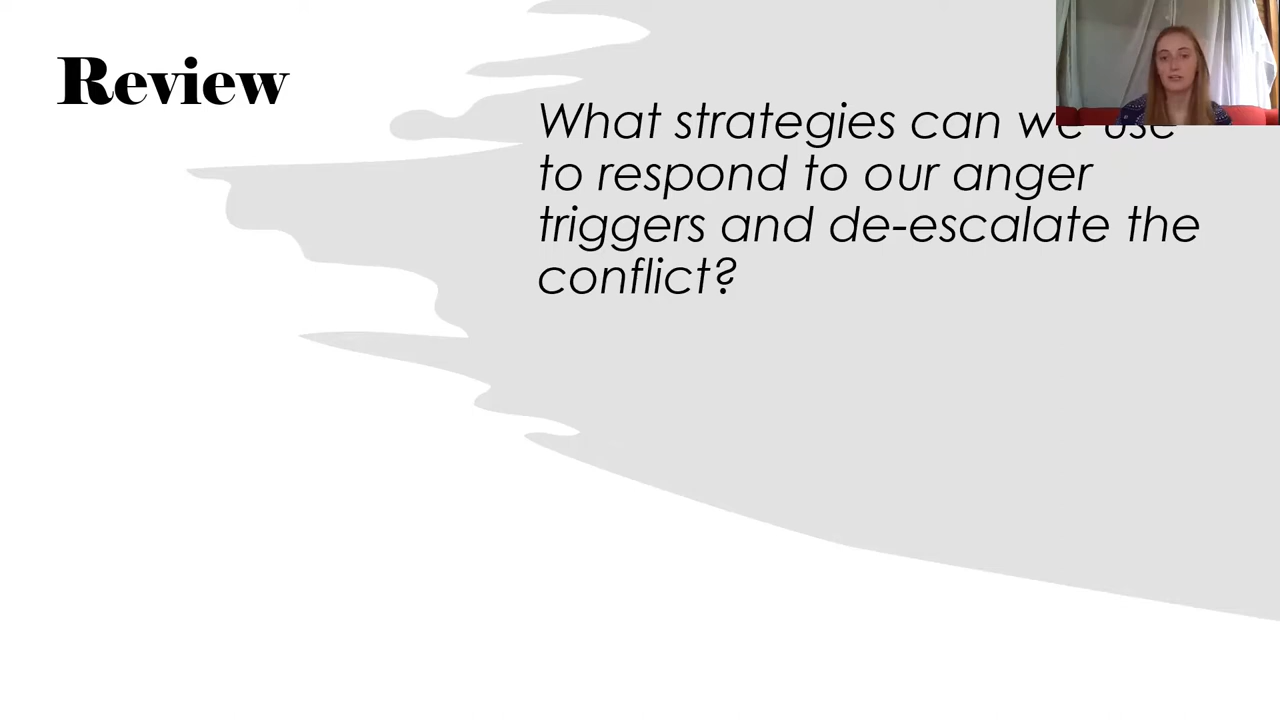 Review
What strategies can we use
to respond to our anger
triggers and de-escalate the
conflict?